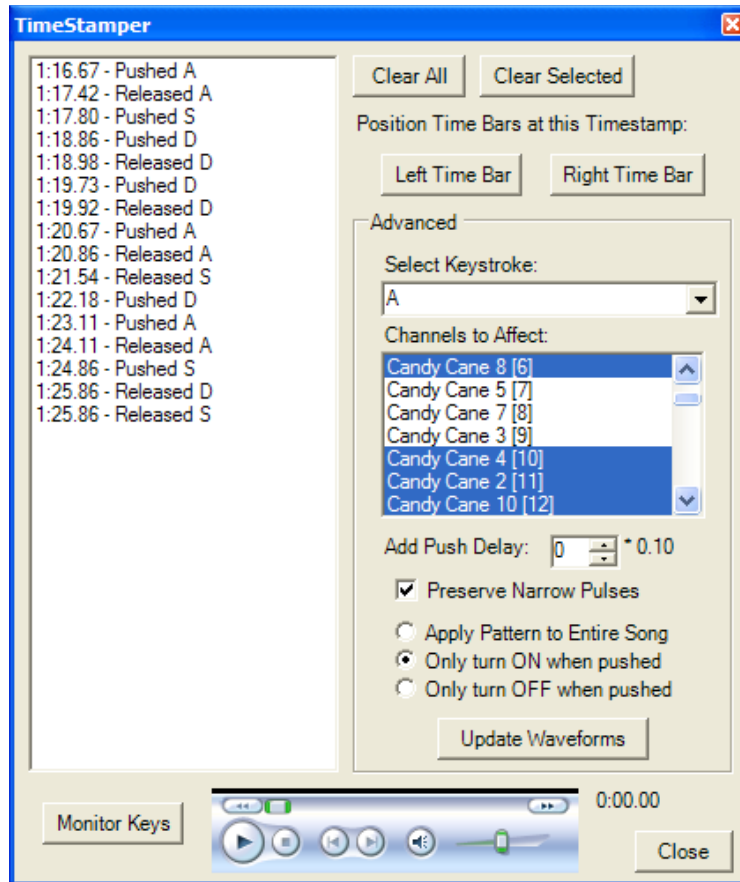 TimeStamper
1:16.67 - Pushed A
1:17.42 - Released A
1:17.80 - Pushed S
1:18.86 - Pushed D
1:18.98 - Released D
1:19.73 - Pushed D
1:19.92 - Released D
1:20.67 - Pushed A
1:20.86 - Released A
1:21.54 - Released S
1:22.18 - Pushed D
1:23.11 - Pushed A
1:24.11 - Released A
1:24.86 - Pushed S
1:25.86 - Released D
1:25.86 - Released S
Clear All
Clear Selected
Position Time Bars at this Timestamp:
Left Time Bar
Right Time Bar
Advanced
Select Keystroke:
A
Channels to Affect:
Candy Cane 8 [6]
Candy Cane 5 [7]
Candy Cane 7 [8]
Candy Cane 3 [9]
Candy Cane 4 [10]
Candy Cane 2 [11]
Candy Cane 10 [12]
Add Push Delay: 0 * 0.10
Preserve Narrow Pulses
Apply Pattern to Entire Song
Only turn ON when pushed
Only turn OFF when pushed
Update Waveforms
Monitor Keys
0:00.00
Close